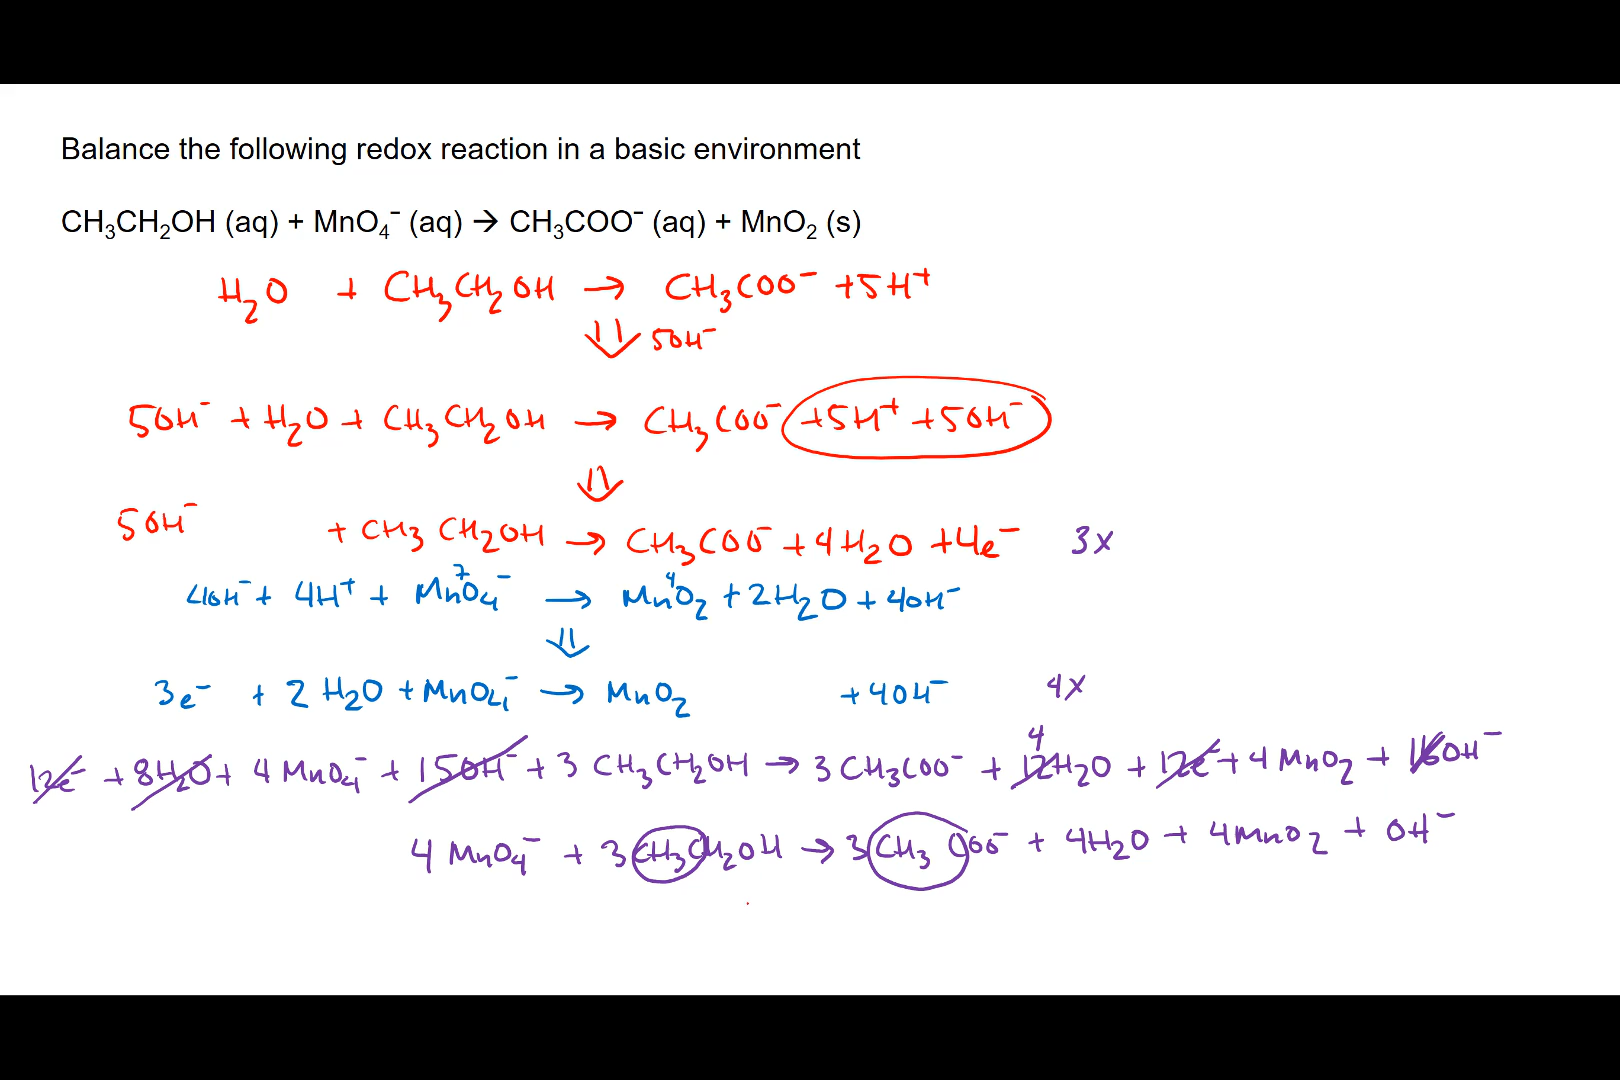 Balance the following redox reaction in a basic environment
CH₃CH₂OH (aq) + MnO₄⁻ (aq) → CH₃COO⁻ (aq) + MnO₂ (s)
H₂O + CH₃CH₂OH → CH₃COO⁻ +5H⁺
⇓ 5OH⁻
5OH⁻ + H₂O + CH₃CH₂OH → CH₃COO⁻ +5H⁺ +5OH⁻
⇓
5OH⁻ + CH₃CH₂OH → CH₃COO⁻ + 4H₂O + 4e⁻ 3x
7 4
4OH⁻ + 4H⁺ + MnO₄⁻ → MnO₂ + 2H₂O + 4OH⁻
⇓
3e⁻ + 2H₂O + MnO₄⁻ → MnO₂ + 4OH⁻ 4x
4
12e⁻ + 8H₂O + 4MnO₄⁻ + 15OH⁻ + 3CH₃CH₂OH → 3CH₃COO⁻ + 12H₂O + 12e⁻ + 4MnO₂ + 16OH⁻
4MnO₄⁻ + 3CH₃CH₂OH → 3CH₃COO⁻ + 4H₂O + 4MnO₂ + OH⁻